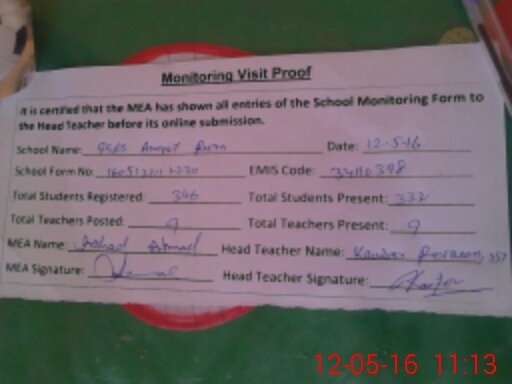 Monitoring Visit Proof
It is certified that the MEA has shown all entries of the School Monitoring Form to
the Head Teacher before its online submission.
School Name: Date: 12-5-16
School Form No: EMIS Code:
Total Students Registered: 346 Total Students Present: 332
Total Teachers Posted: 9 Total Teachers Present: 9
MEA Name: Ahmad Head Teacher Name:
MEA Signature: Head Teacher Signature:
12-05-16 11:13